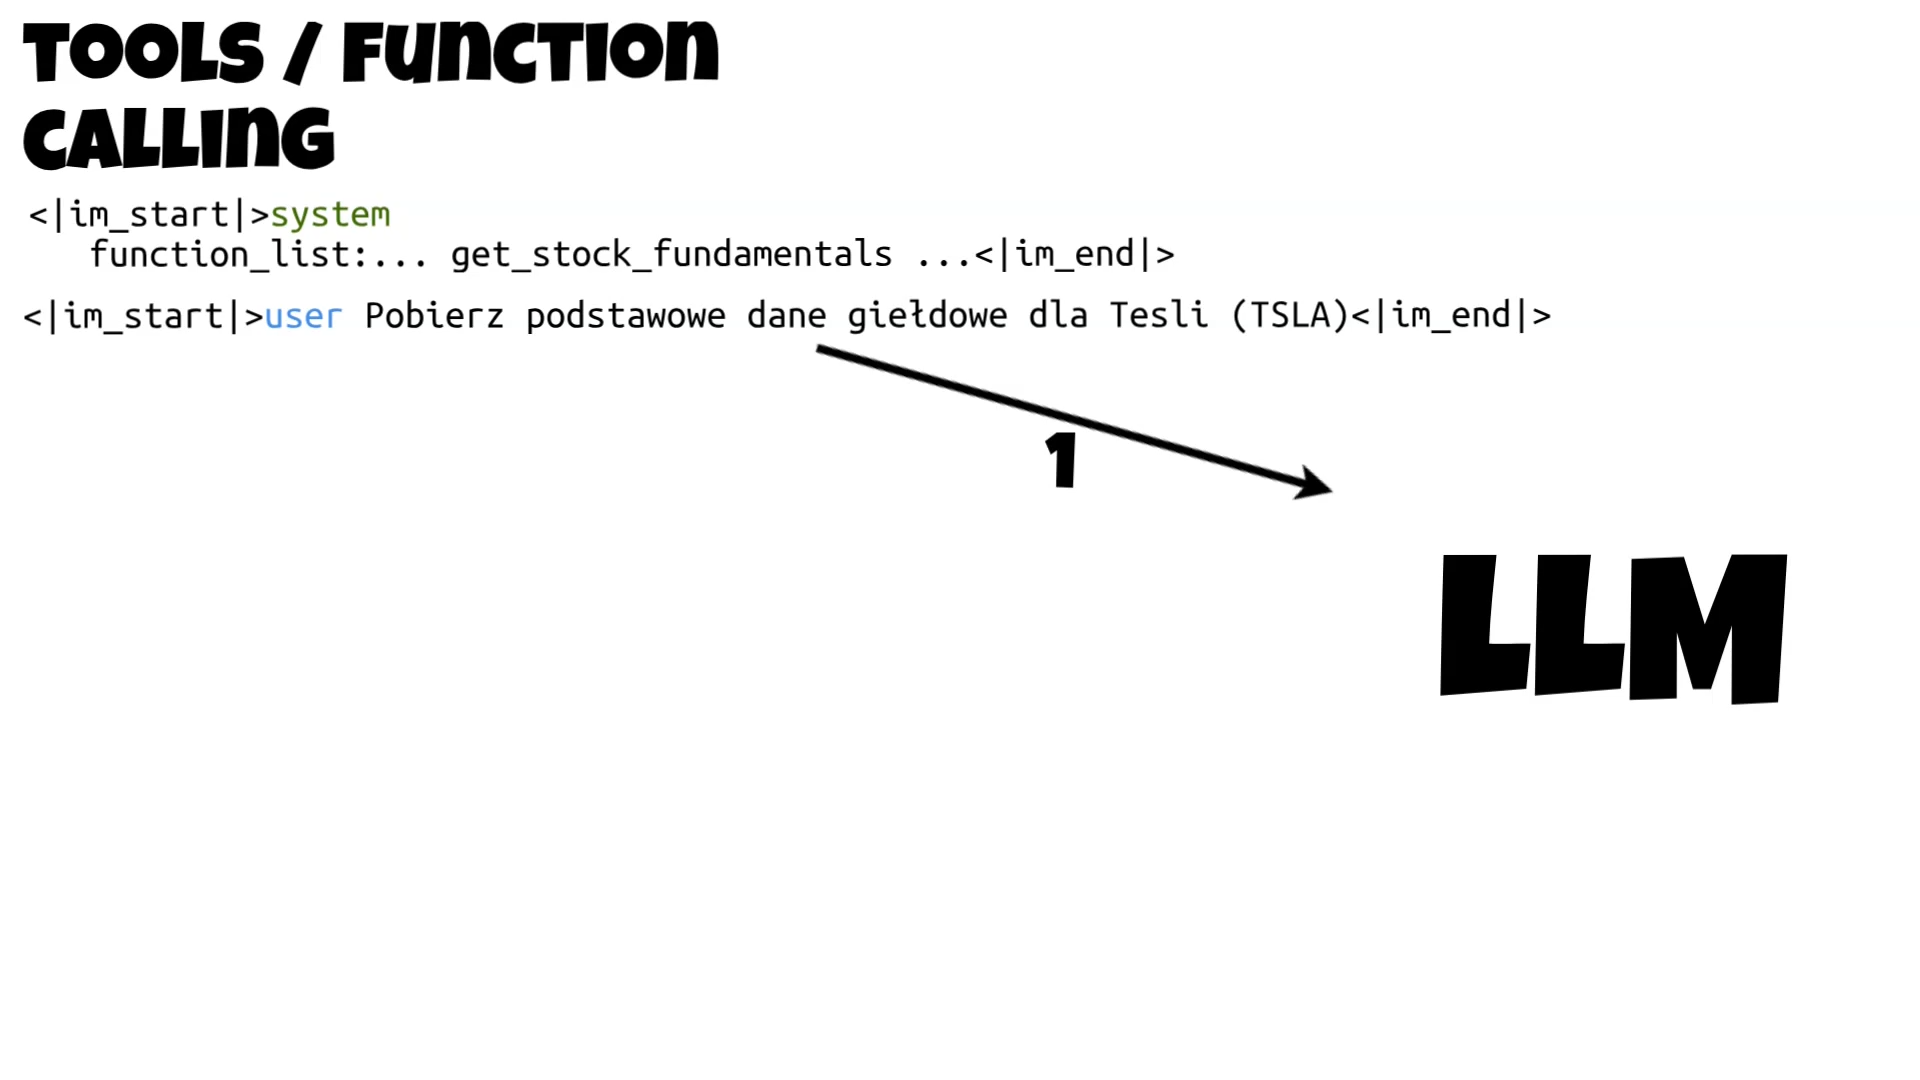 TOOLS / FUNCTION
CALLING
<|im_start|>system
function_list:... get_stock_fundamentals ...<|im_end|>
<|im_start|>user Pobierz podstawowe dane giełdowe dla Tesli (TSLA)<|im_end|>
1
LLM